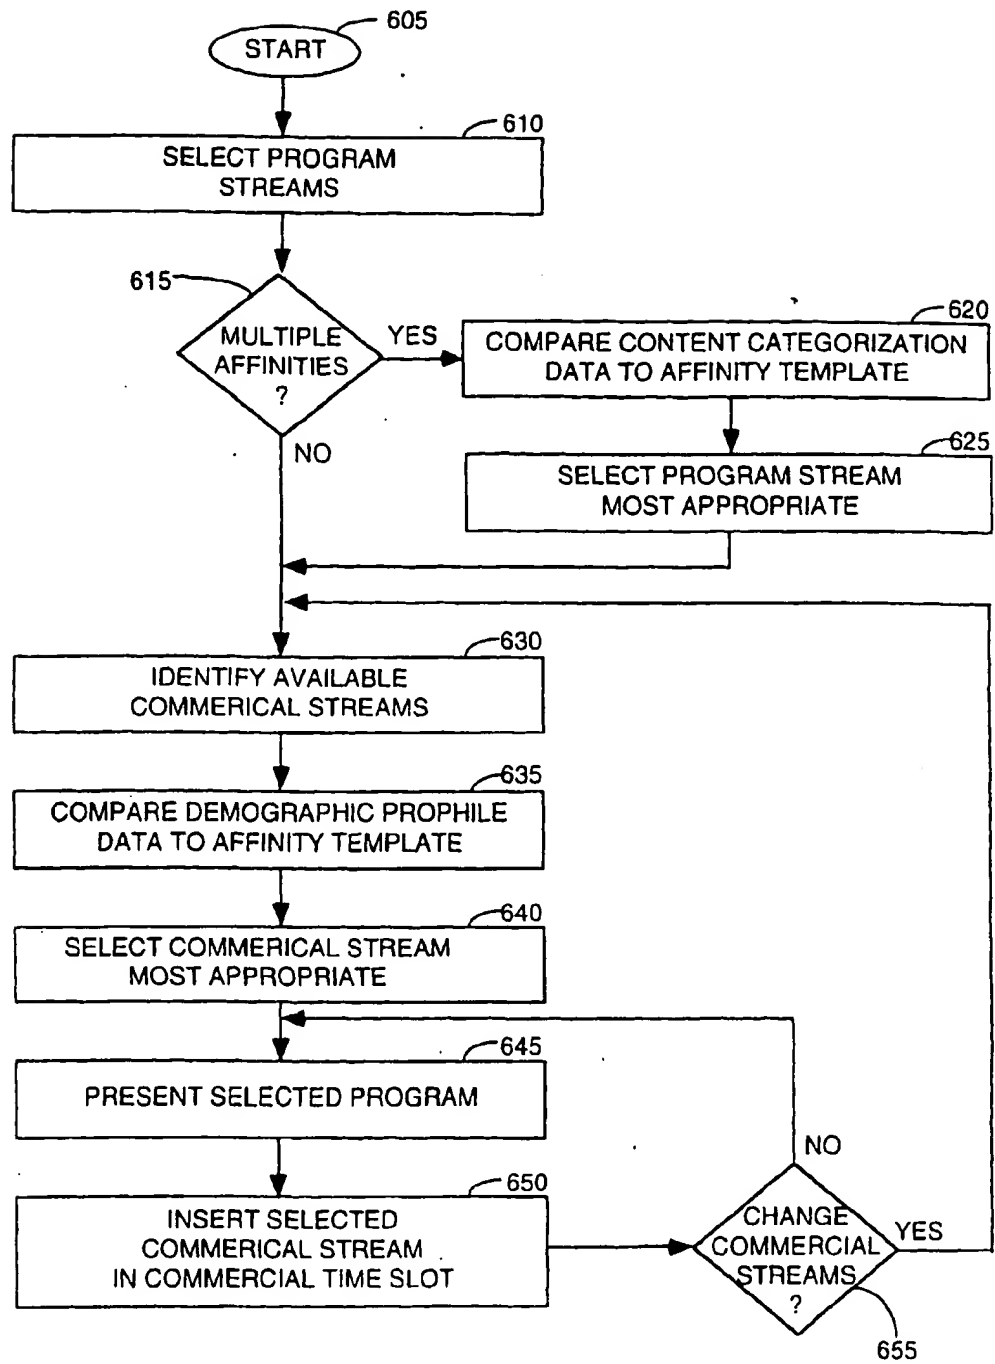 605
START
610
SELECT PROGRAM
STREAMS
615
MULTIPLE
AFFINITIES
?
YES
NO
620
COMPARE CONTENT CATEGORIZATION
DATA TO AFFINITY TEMPLATE
625
SELECT PROGRAM STREAM
MOST APPROPRIATE
630
IDENTIFY AVAILABLE
COMMERICAL STREAMS
635
COMPARE DEMOGRAPHIC PROPHILE
DATA TO AFFINITY TEMPLATE
640
SELECT COMMERICAL STREAM
MOST APPROPRIATE
645
PRESENT SELECTED PROGRAM
650
INSERT SELECTED
COMMERICAL STREAM
IN COMMERCIAL TIME SLOT
NO
CHANGE
COMMERCIAL
STREAMS
?
YES
655